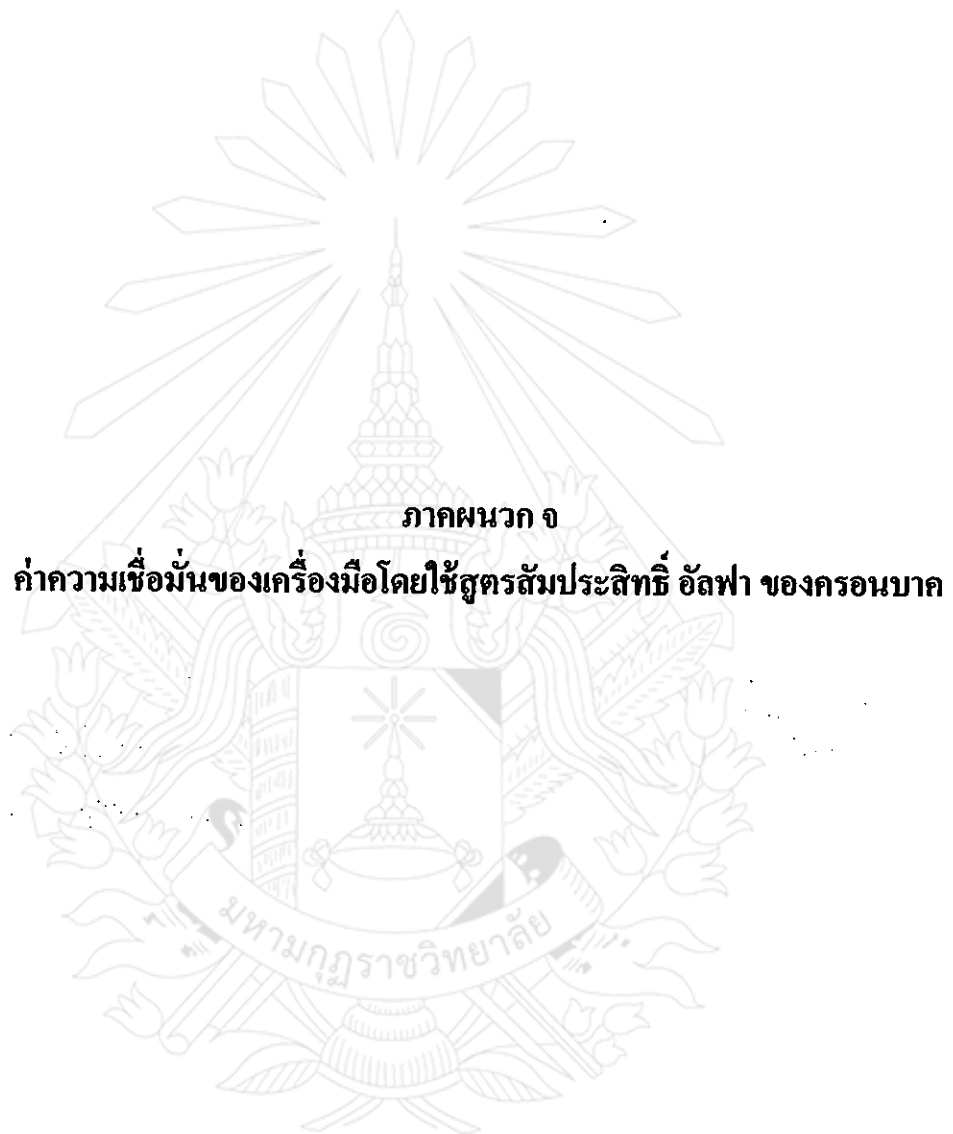 ภาคผนวก จ
ค่าความเชื่อมั่นของเครื่องมือโดยใช้สูตรสัมประสิทธิ์ อัลฟา ของครอนบาค
มหามกุฏราชวิทยาลัย